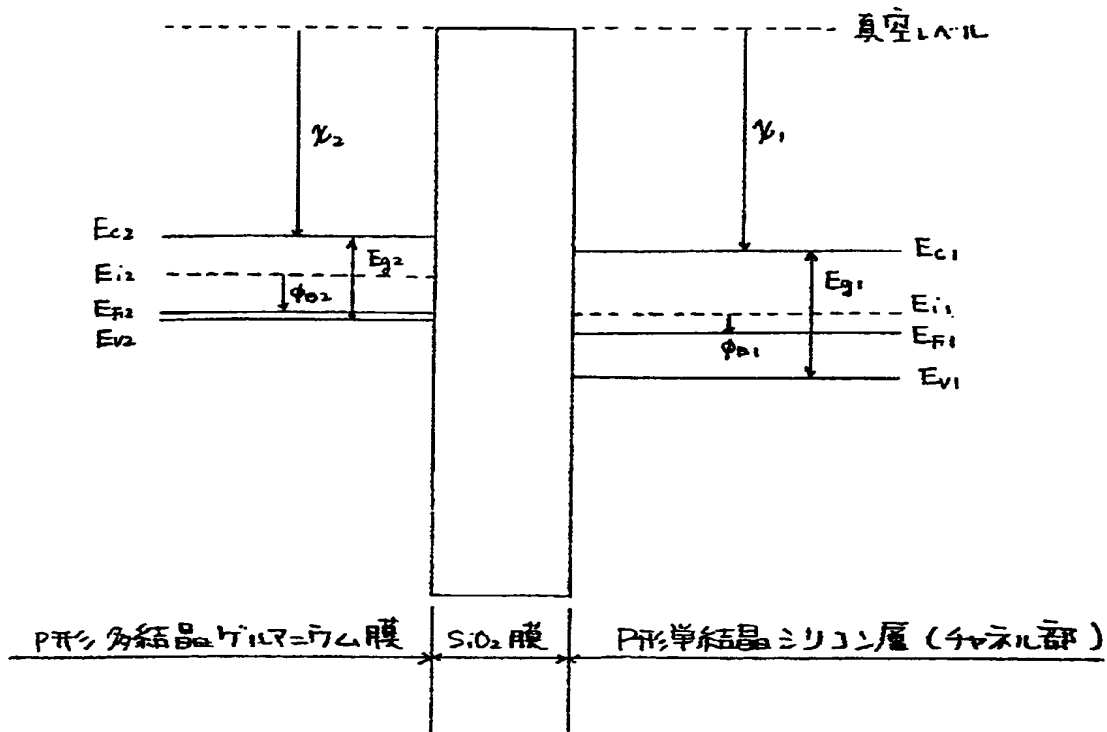 真空レベル
χ₂
χ₁
Ec2
Eg2
Ei2
φB2
EF2
Ev2
Ec1
Eg1
Ei1
φB1
EF1
Ev1
P形多結晶ゲルマニウム膜
SiO₂膜
P形単結晶シリコン層(チャネル部)